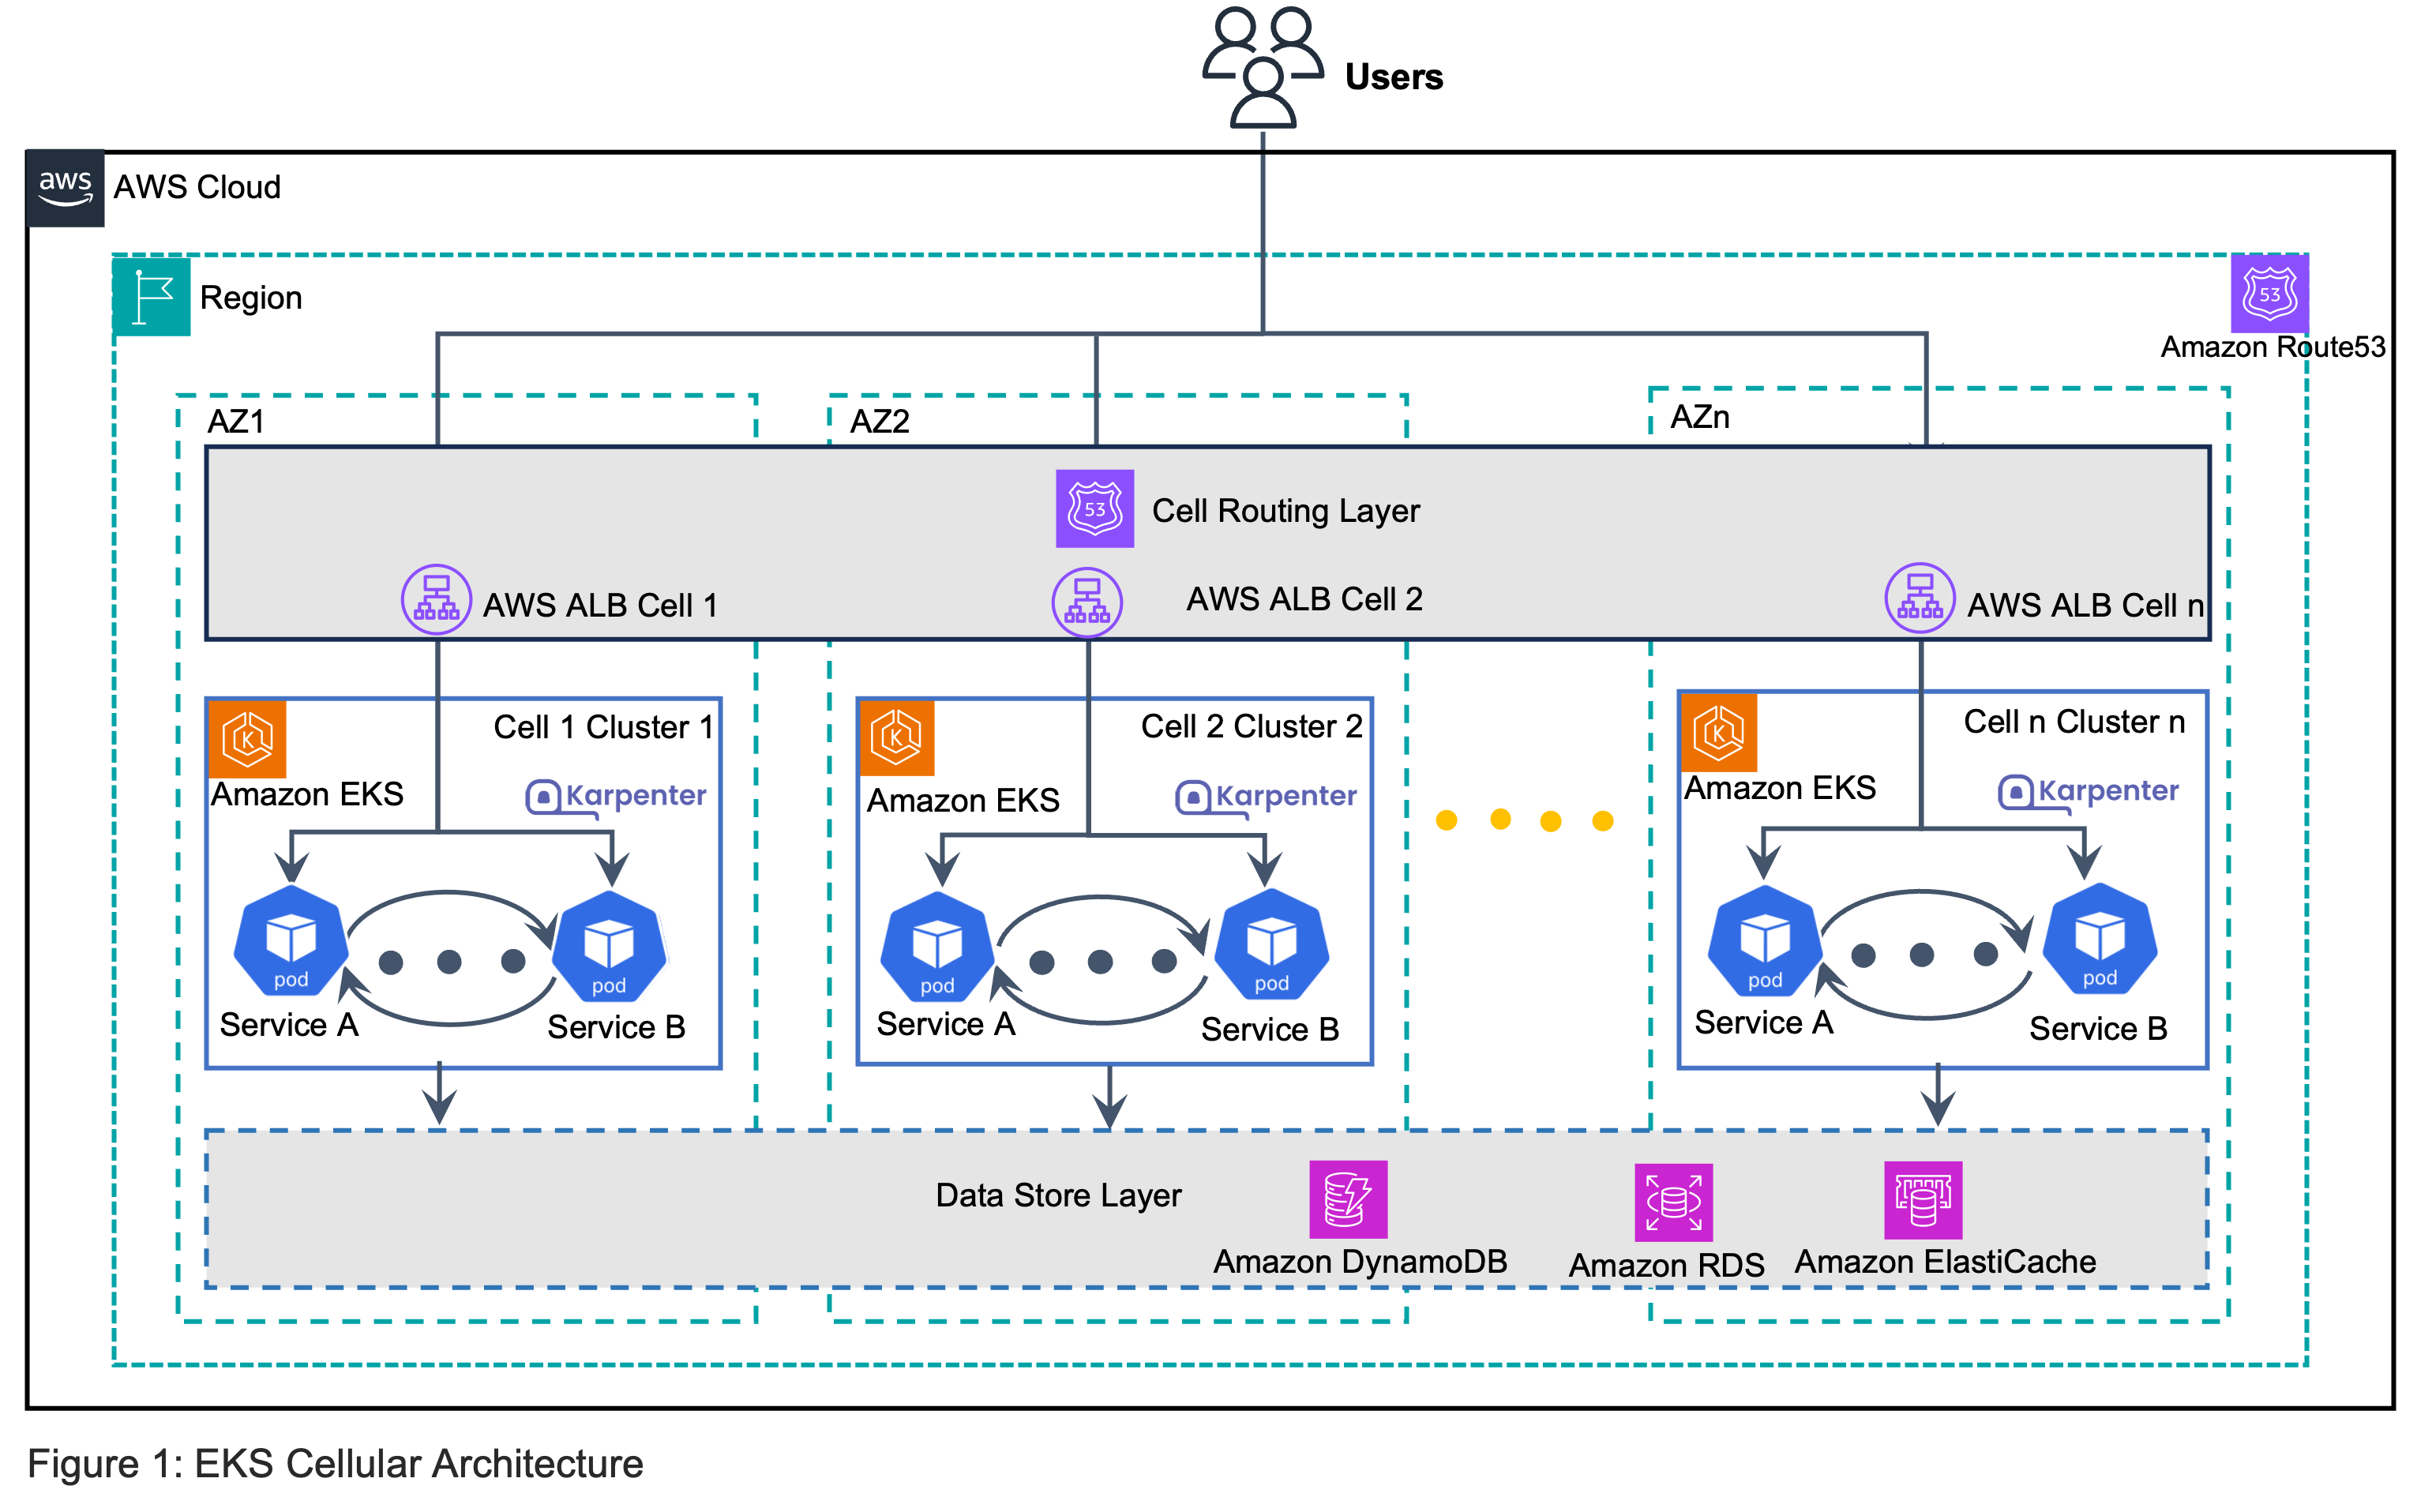 Users
aws
AWS Cloud
Region
53
Amazon Route53
AZ1
AZ2
AZn
53
Cell Routing Layer
AWS ALB Cell 1
AWS ALB Cell 2
AWS ALB Cell n
K
Cell 1 Cluster 1
Amazon EKS
Karpenter
pod
pod
Service A
Service B
K
Cell 2 Cluster 2
Amazon EKS
Karpenter
pod
pod
Service A
Service B
K
Cell n Cluster n
Amazon EKS
Karpenter
pod
pod
Service A
Service B
Data Store Layer
Amazon DynamoDB
Amazon RDS
Amazon ElastiCache
Figure 1: EKS Cellular Architecture